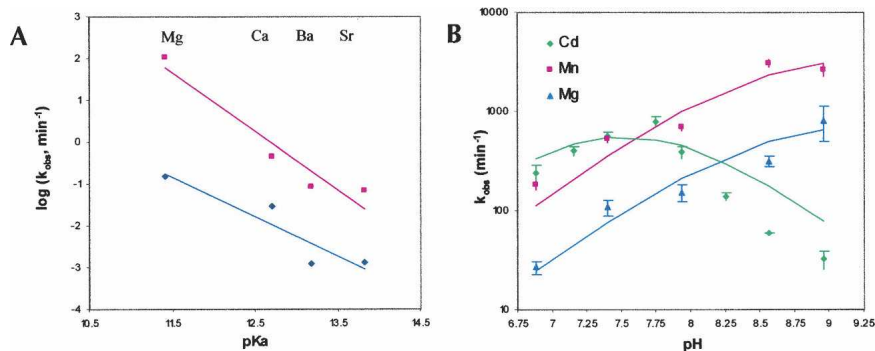 A
Mg Ca Ba Sr
log (kobs, min-1)
3
2
1
0
-1
-2
-3
-4
10.5 11.5 12.5 13.5 14.5
pKa
B
Cd
Mn
Mg
kobs (min-1)
10000
1000
100
10
6.75 7 7.25 7.5 7.75 8 8.25 8.5 8.75 9 9.25
pH